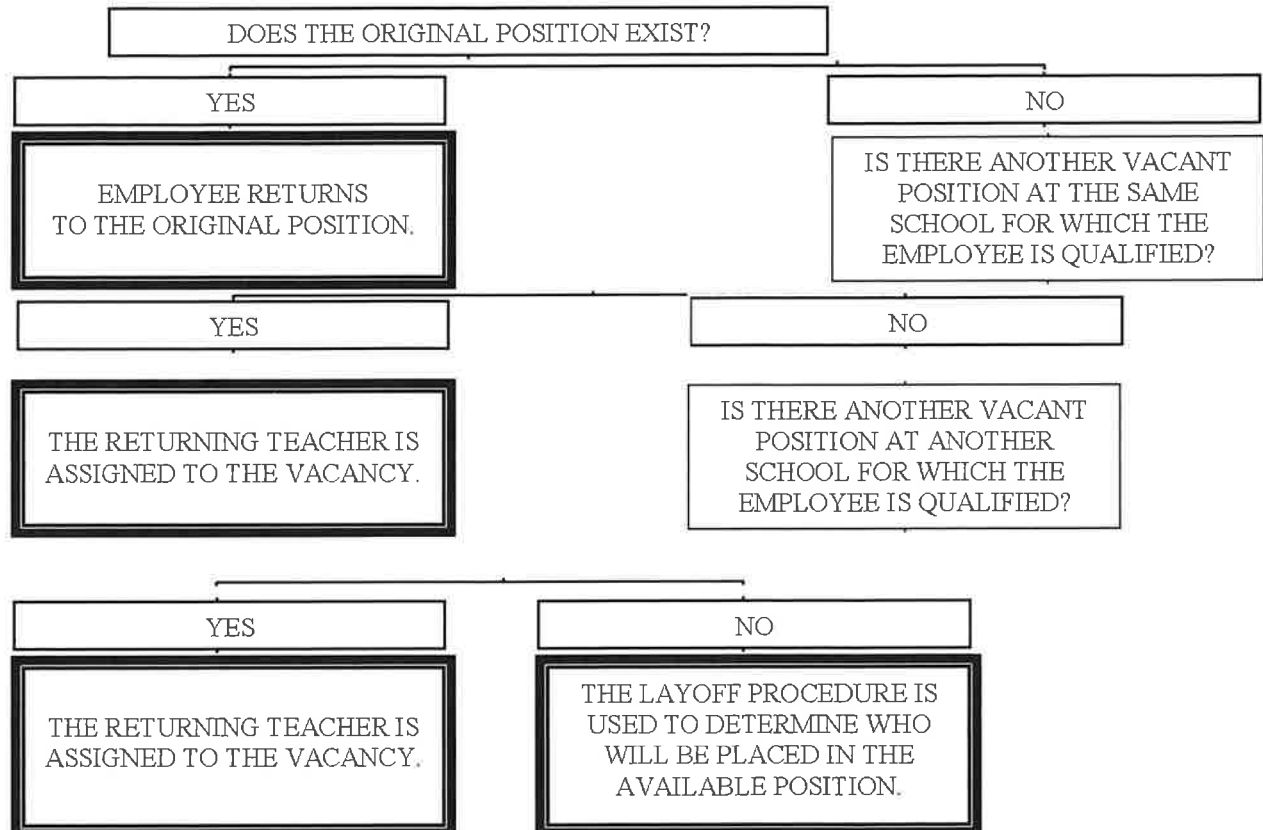 DOES THE ORIGINAL POSITION EXIST?
YES
NO
EMPLOYEE RETURNS
TO THE ORIGINAL POSITION.
IS THERE ANOTHER VACANT
POSITION AT THE SAME
SCHOOL FOR WHICH THE
EMPLOYEE IS QUALIFIED?
YES
NO
THE RETURNING TEACHER IS
ASSIGNED TO THE VACANCY.
IS THERE ANOTHER VACANT
POSITION AT ANOTHER
SCHOOL FOR WHICH THE
EMPLOYEE IS QUALIFIED?
YES
NO
THE RETURNING TEACHER IS
ASSIGNED TO THE VACANCY.
THE LAYOFF PROCEDURE IS
USED TO DETERMINE WHO
WILL BE PLACED IN THE
AVAILABLE POSITION.